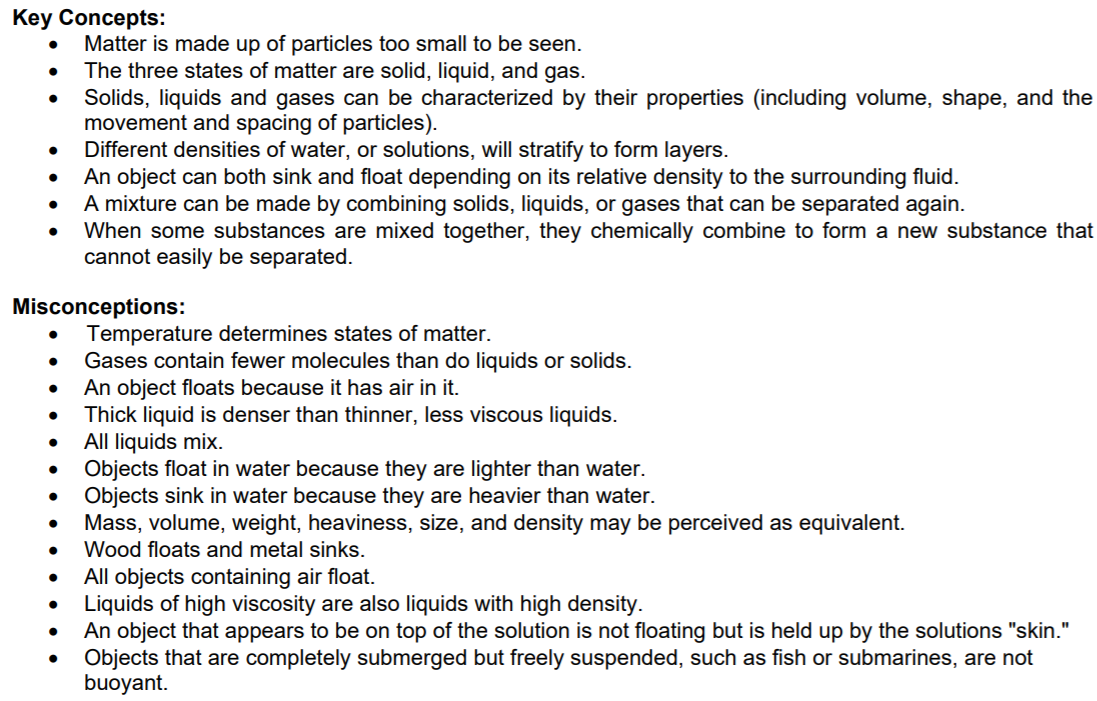 Key Concepts:
• Matter is made up of particles too small to be seen.
• The three states of matter are solid, liquid, and gas.
• Solids, liquids and gases can be characterized by their properties (including volume, shape, and the
movement and spacing of particles).
• Different densities of water, or solutions, will stratify to form layers.
• An object can both sink and float depending on its relative density to the surrounding fluid.
• A mixture can be made by combining solids, liquids, or gases that can be separated again.
• When some substances are mixed together, they chemically combine to form a new substance that
cannot easily be separated.
Misconceptions:
• Temperature determines states of matter.
• Gases contain fewer molecules than do liquids or solids.
• An object floats because it has air in it.
• Thick liquid is denser than thinner, less viscous liquids.
• All liquids mix.
• Objects float in water because they are lighter than water.
• Objects sink in water because they are heavier than water.
• Mass, volume, weight, heaviness, size, and density may be perceived as equivalent.
• Wood floats and metal sinks.
• All objects containing air float.
• Liquids of high viscosity are also liquids with high density.
• An object that appears to be on top of the solution is not floating but is held up by the solutions "skin."
• Objects that are completely submerged but freely suspended, such as fish or submarines, are not
buoyant.